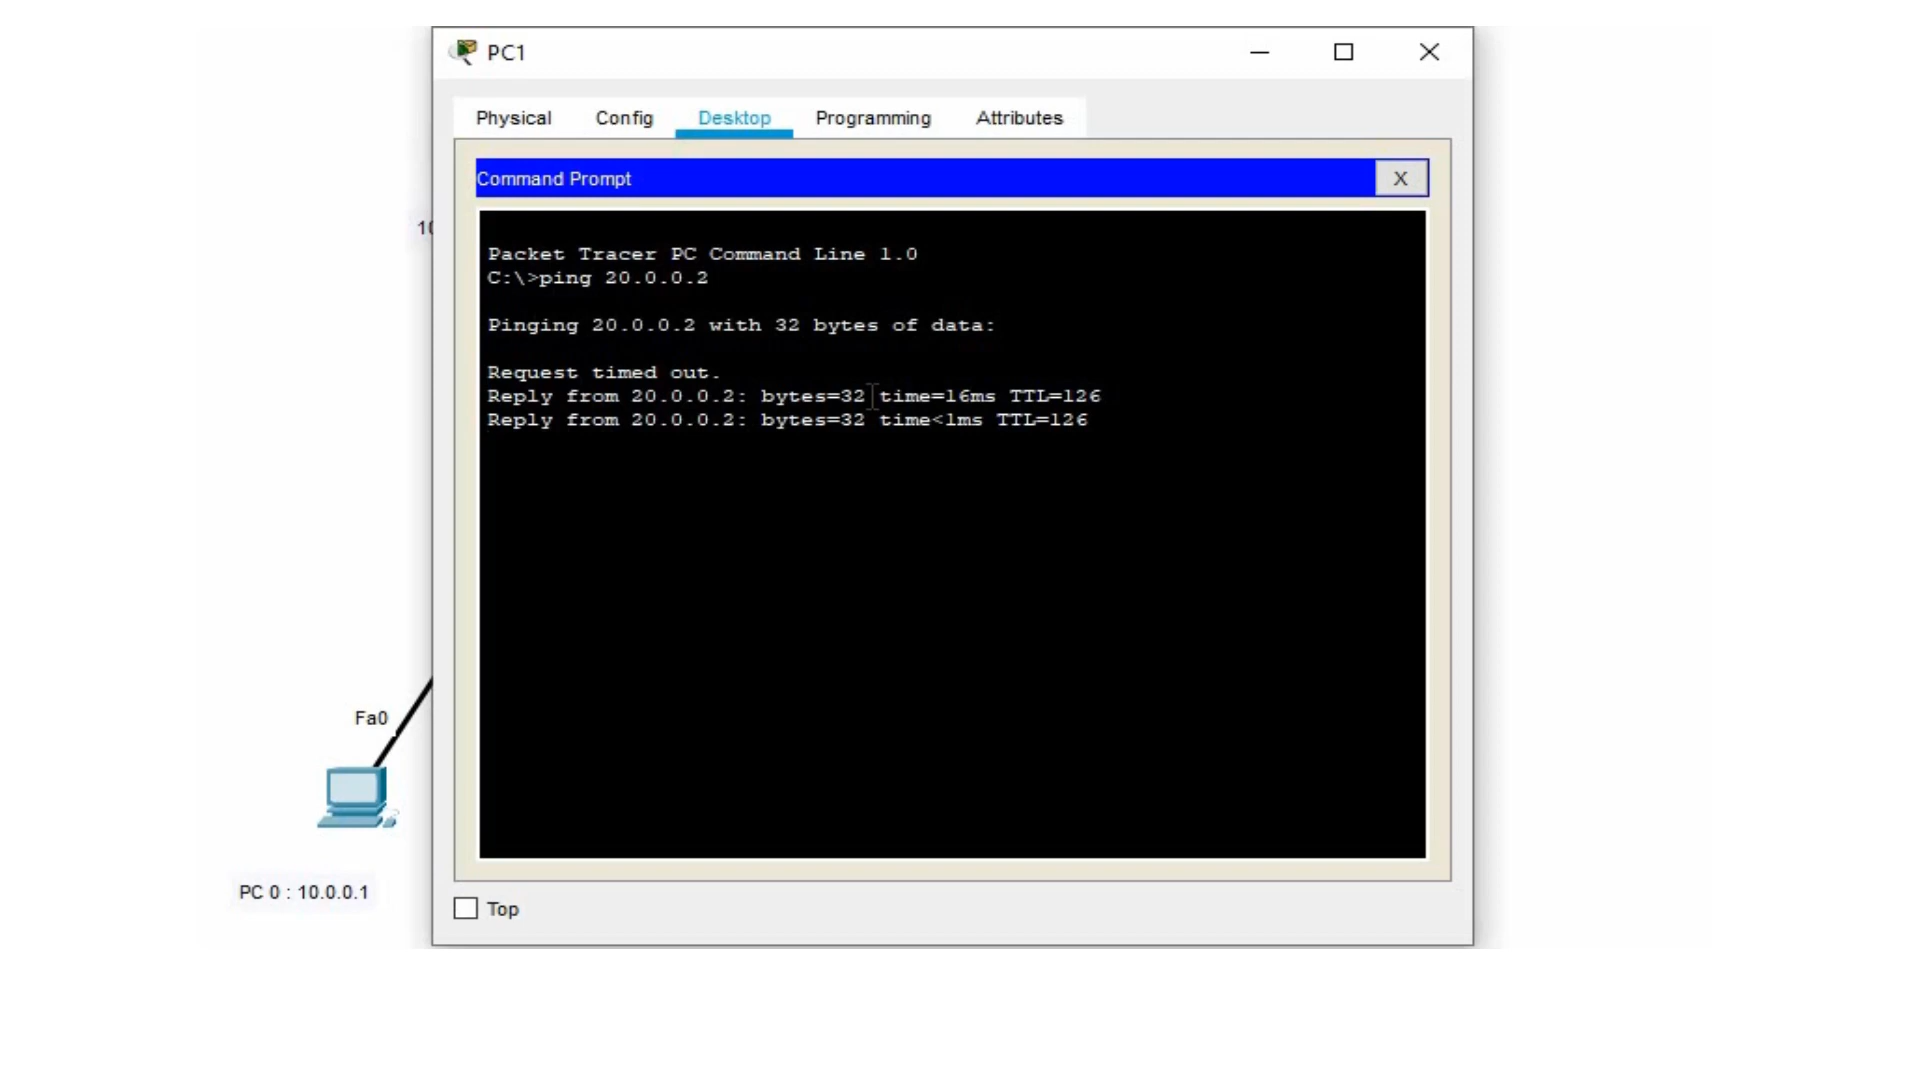 PC1
Physical Config Desktop Programming Attributes
Command Prompt
X
10
Packet Tracer PC Command Line 1.0
C:\>ping 20.0.0.2
Pinging 20.0.0.2 with 32 bytes of data:
Request timed out.
Reply from 20.0.0.2: bytes=32 time=16ms TTL=126
Reply from 20.0.0.2: bytes=32 time<1ms TTL=126
Fa0
PC 0 : 10.0.0.1
Top